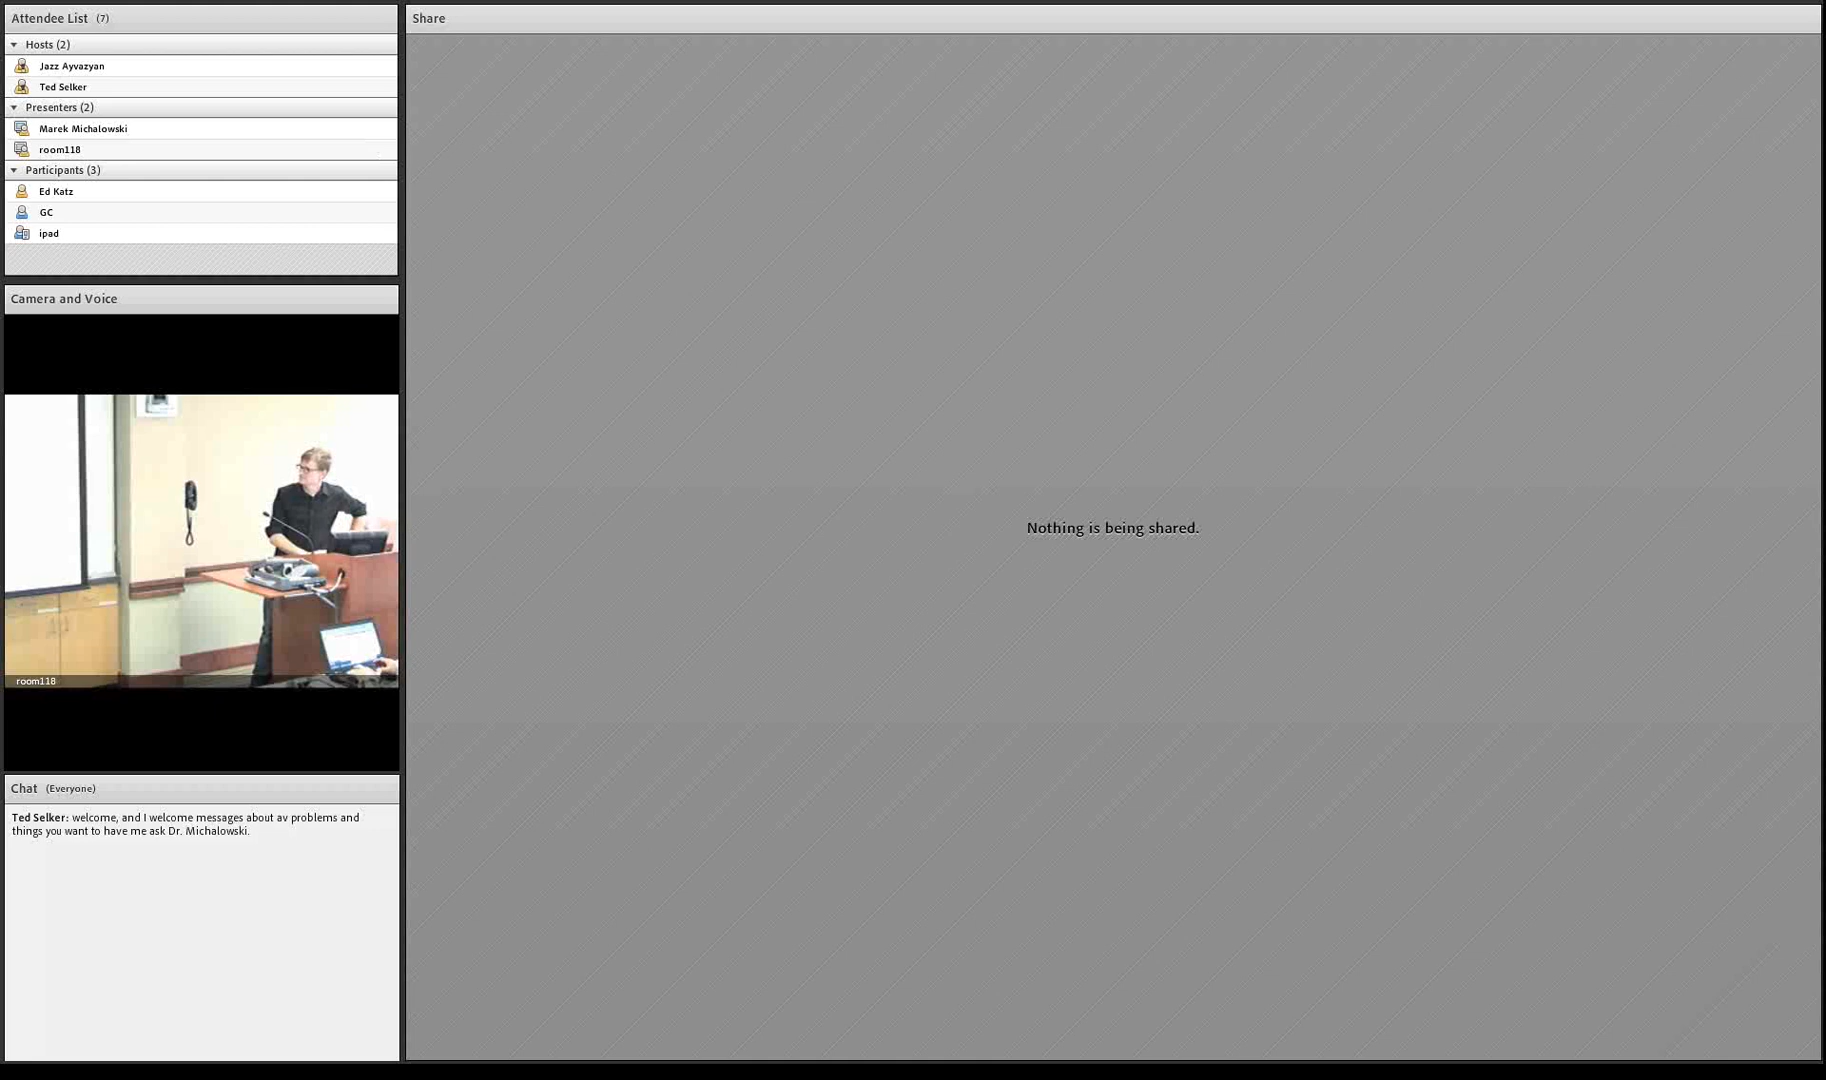 Attendee List (7)
Hosts (2)
Jazz Ayvazyan
Ted Selker
Presenters (2)
Marek Michalowski
room118
Participants (3)
Ed Katz
GC
ipad
Camera and Voice
room118
Chat (Everyone)
Ted Selker: welcome, and I welcome messages about av problems and
things you want to have me ask Dr. Michalowski.
Share
Nothing is being shared.